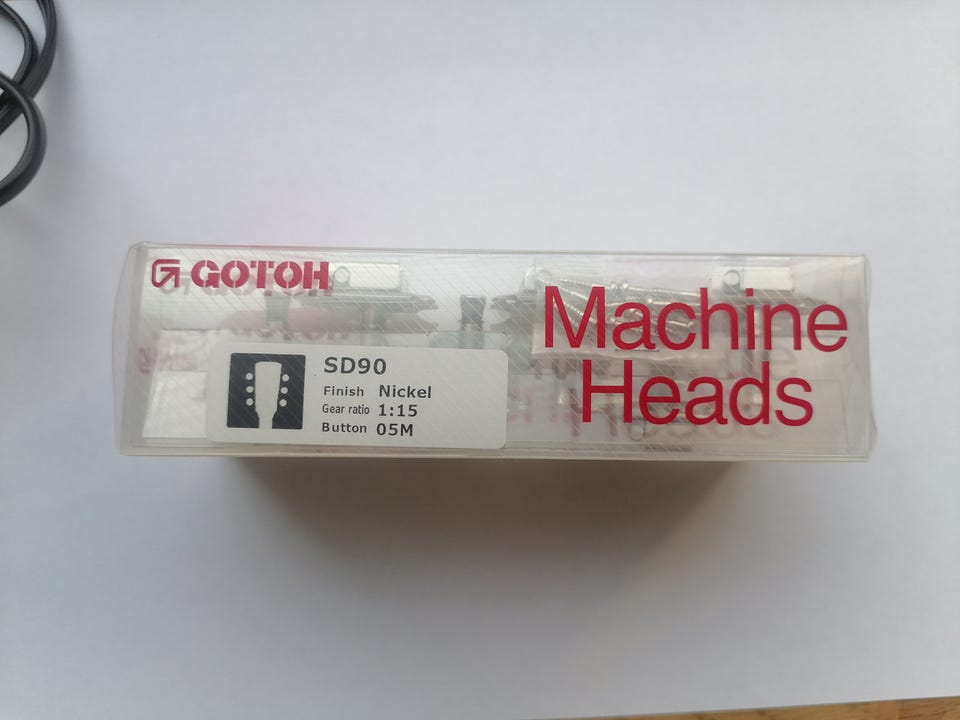 GOTOH
Machine
Heads
SD90
Finish Nickel
Gear ratio 1:15
Button 05M